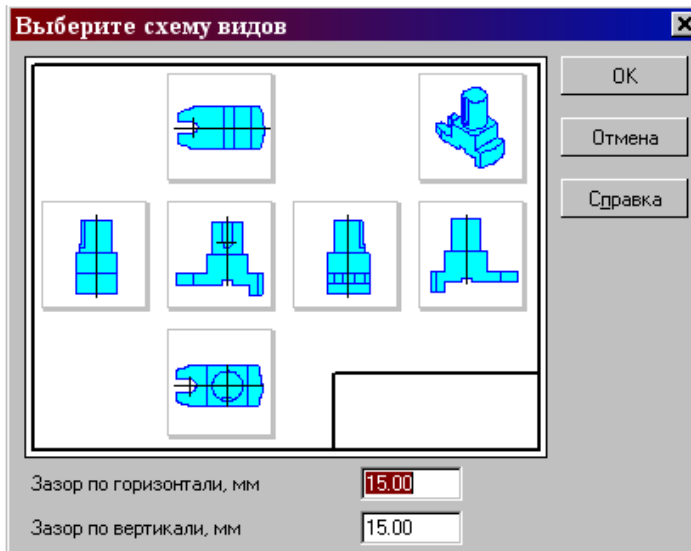 Выберите схему видов
OK
Отмена
Справка
Зазор по горизонтали, мм 15.00
Зазор по вертикали, мм 15.00